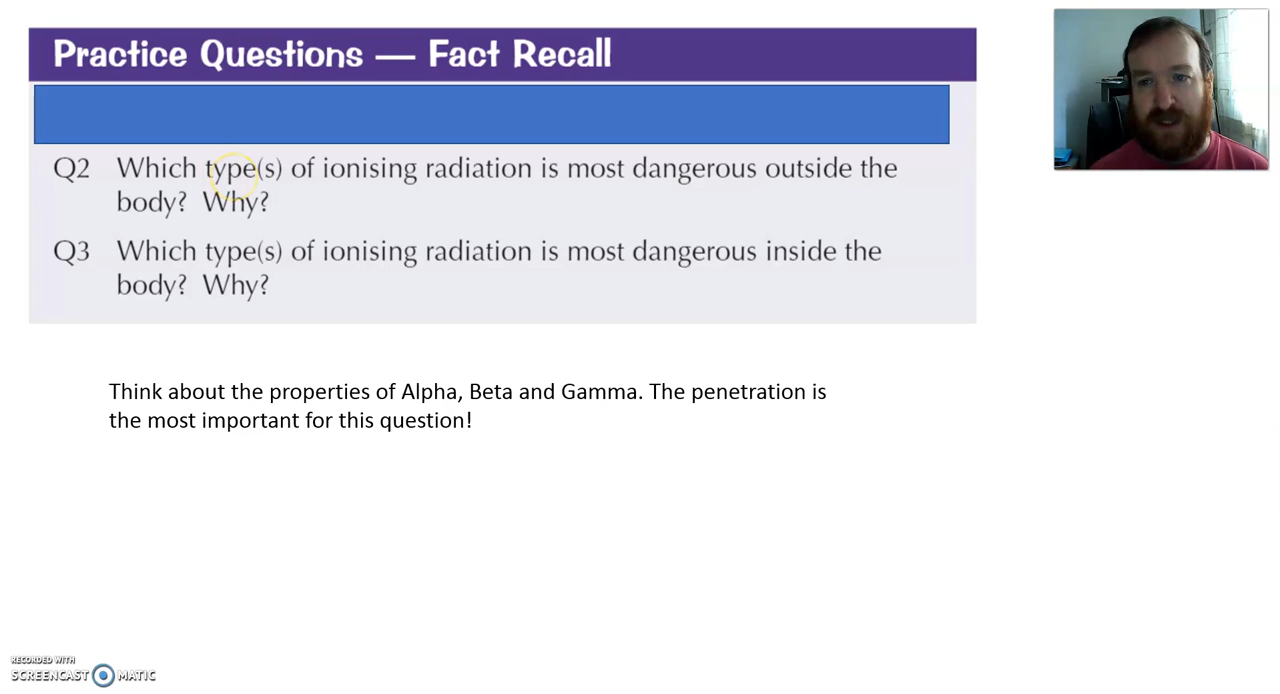 Practice Questions — Fact Recall
Q2 Which type(s) of ionising radiation is most dangerous outside the
body? Why?
Q3 Which type(s) of ionising radiation is most dangerous inside the
body? Why?
Think about the properties of Alpha, Beta and Gamma. The penetration is
the most important for this question!
RECORDED WITH
SCREENCAST MATIC